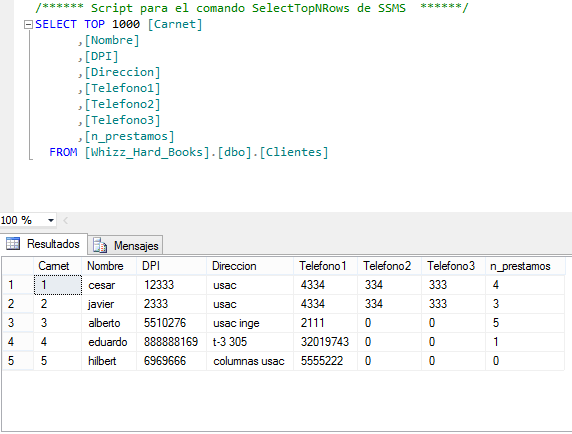 /****** Script para el comando SelectTopNRows de SSMS  ******/
SELECT TOP 1000 [Carnet]
,[Nombre]
,[DPI]
,[Direccion]
,[Telefono1]
,[Telefono2]
,[Telefono3]
,[n_prestamos]
FROM [Whizz_Hard_Books].[dbo].[Clientes]
100 %
Resultados Mensajes
Carnet Nombre DPI Direccion Telefono1 Telefono2 Telefono3 n_prestamos
1 1 cesar 12333 usac 4334 334 333 4
2 2 javier 2333 usac 4334 334 333 3
3 3 alberto 5510276 usac inge 2111 0 0 5
4 4 eduardo 888888169 t-3 305 32019743 0 0 1
5 5 hilbert 6969666 columnas usac 5555222 0 0 0